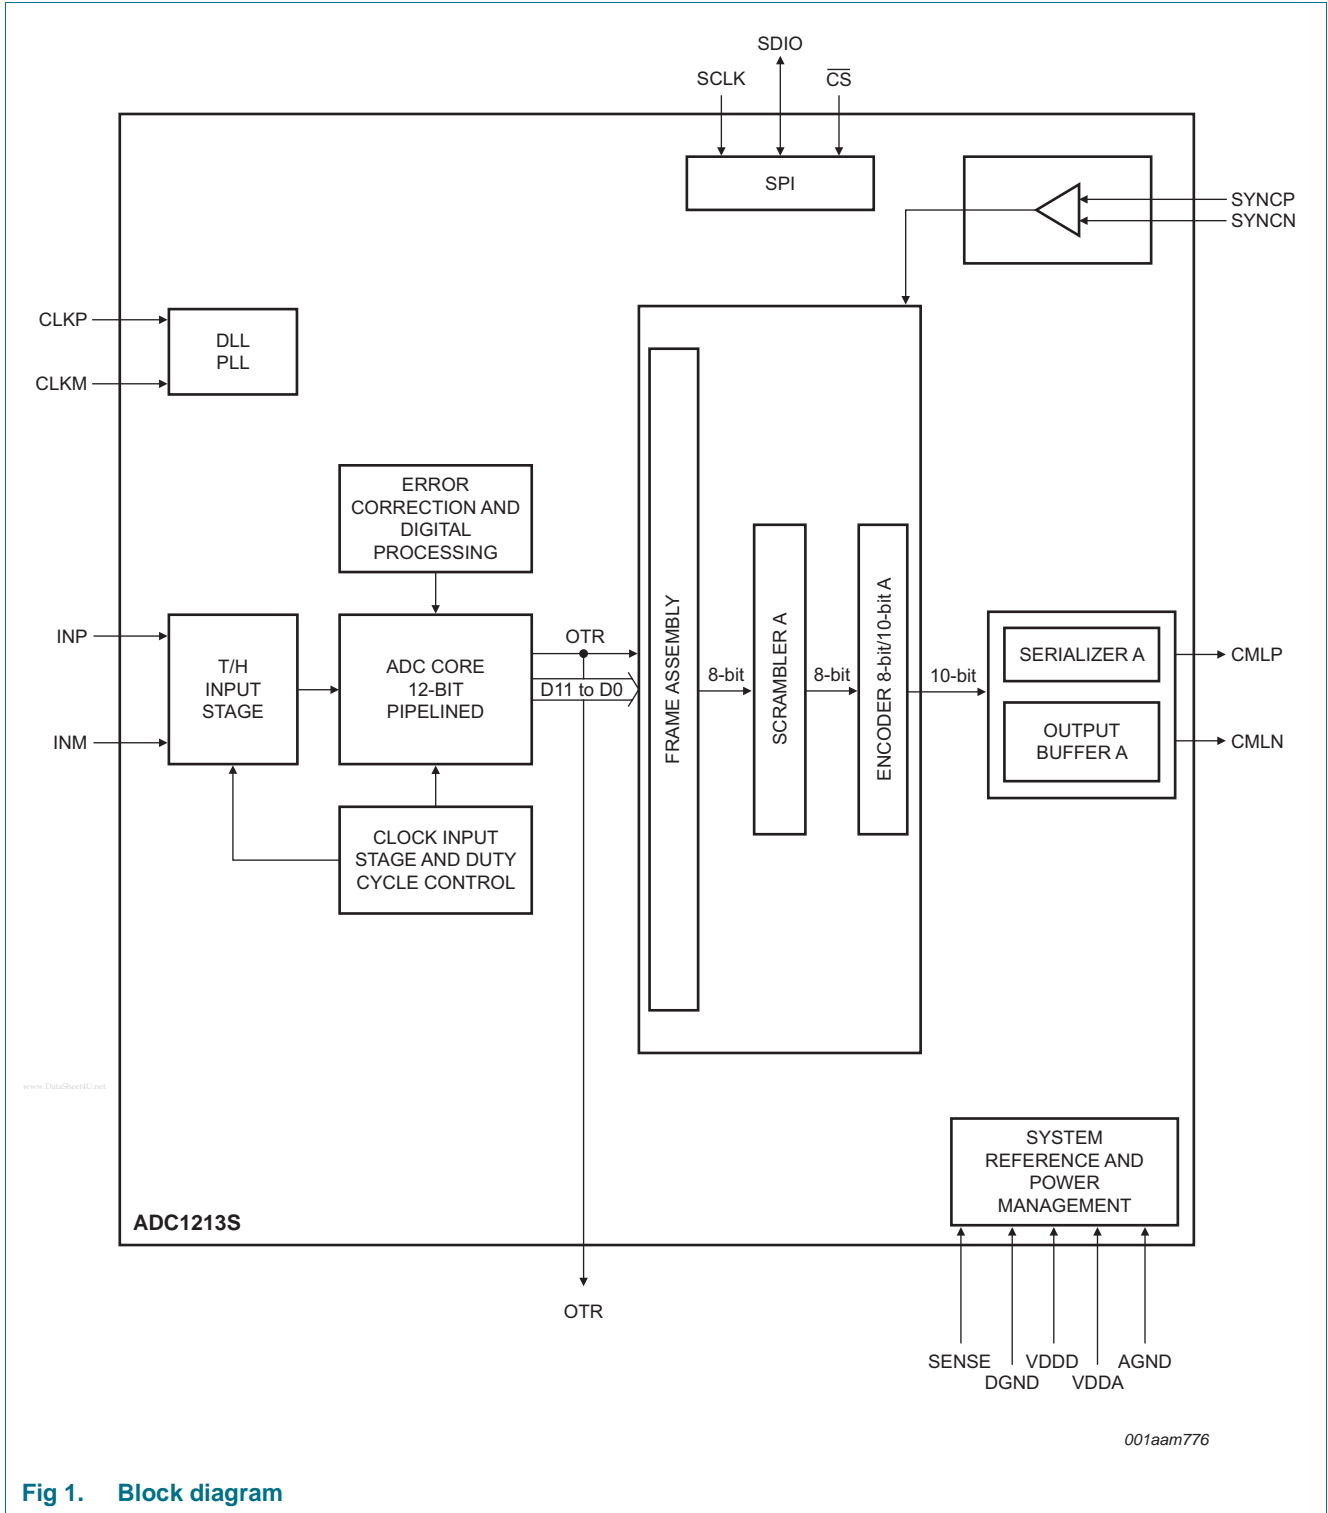 SDIO
SCLK
CS
SPI
SYNCP
SYNCN
CLKP
CLKM
DLL
PLL
ERROR
CORRECTION AND
DIGITAL
PROCESSING
INP
INM
T/H
INPUT
STAGE
ADC CORE
12-BIT
PIPELINED
OTR
D11 to D0
CLOCK INPUT
STAGE AND DUTY
CYCLE CONTROL
FRAME ASSEMBLY
8-bit
SCRAMBLER A
8-bit
ENCODER 8-bit/10-bit A
10-bit
SERIALIZER A
OUTPUT
BUFFER A
CMLP
CMLN
www.DataSheet4U.net
SYSTEM
REFERENCE AND
POWER
MANAGEMENT
ADC1213S
OTR
SENSE
DGND
VDDD
VDDA
AGND
001aam776
Fig 1. Block diagram